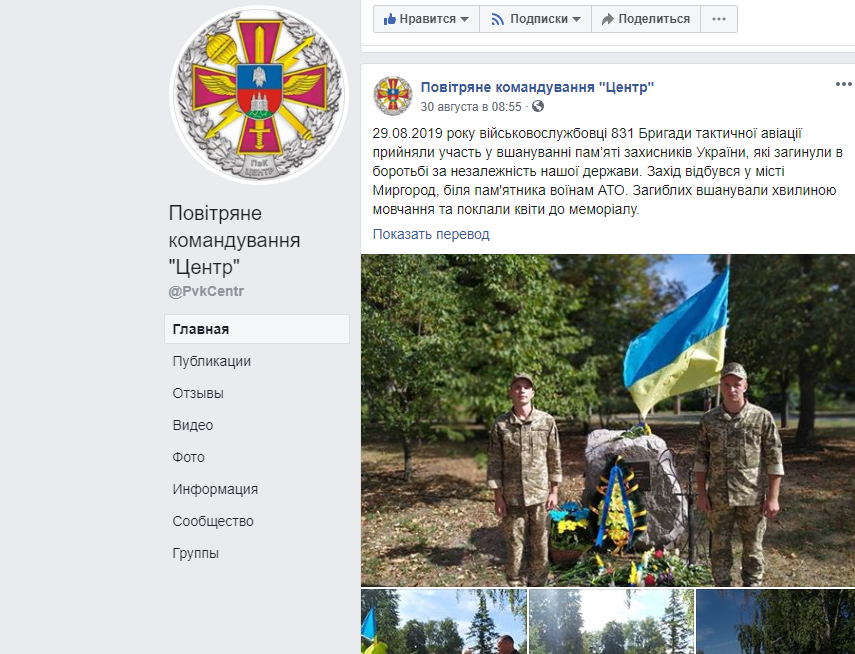 Нравится
Подписки
Поделиться
ПвК
ЦЕНТР
Повітряне
командування
"Центр"
@PvkCentr
Главная
Публикации
Отзывы
Видео
Фото
Информация
Сообщество
Группы
Повітряне командування "Центр"
30 августа в 08:55 ·
29.08.2019 року військовослужбовці 831 Бригади тактичної авіації
прийняли участь у вшануванні пам’яті захисників України, які загинули в
боротьбі за незалежність нашої держави. Захід відбувся у місті
Миргород, біля пам'ятника воїнам АТО. Загиблих вшанували хвилиною
мовчання та поклали квіти до меморіалу.
Показать перевод